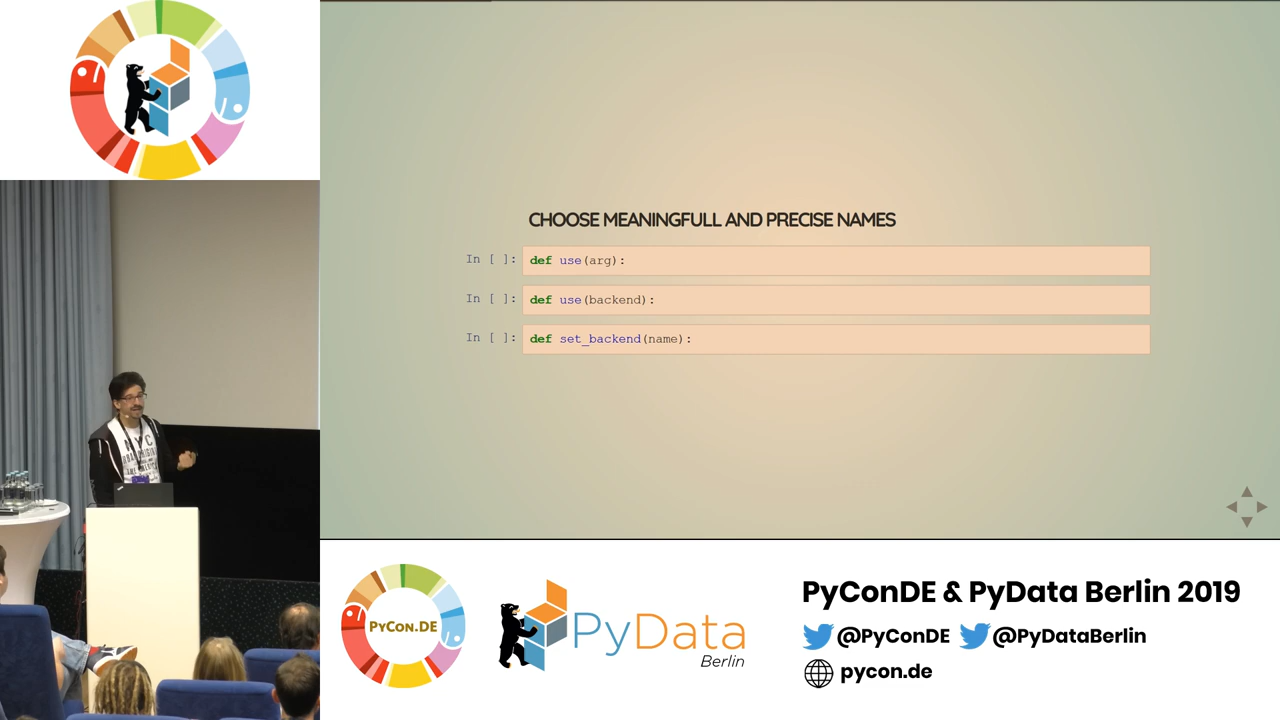 CHOOSE MEANINGFULL AND PRECISE NAMES
In [ ]: def use(arg):
In [ ]: def use(backend):
In [ ]: def set_backend(name):
NYC
PYCON.DE
PyData
Berlin
PyConDE & PyData Berlin 2019
@PyConDE @PyDataBerlin
pycon.de